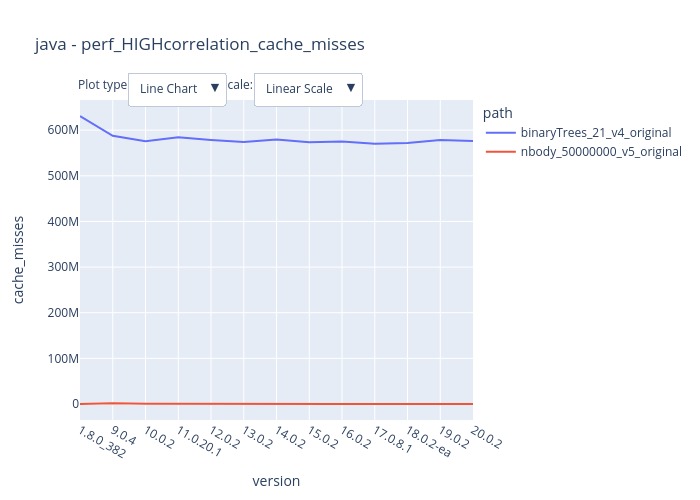 java - perf_HIGHcorrelation_cache_misses
Plot type
Line Chart ▼
cale:
Linear Scale ▼
path
binaryTrees_21_v4_original
nbody_50000000_v5_original
cache_misses
600M
500M
400M
300M
200M
100M
0
1.8.0_382
9.0.4
10.0.2
11.0.20.1
12.0.2
13.0.2
14.0.2
15.0.2
16.0.2
17.0.8.1
18.0.2-ea
19.0.2
20.0.2
version